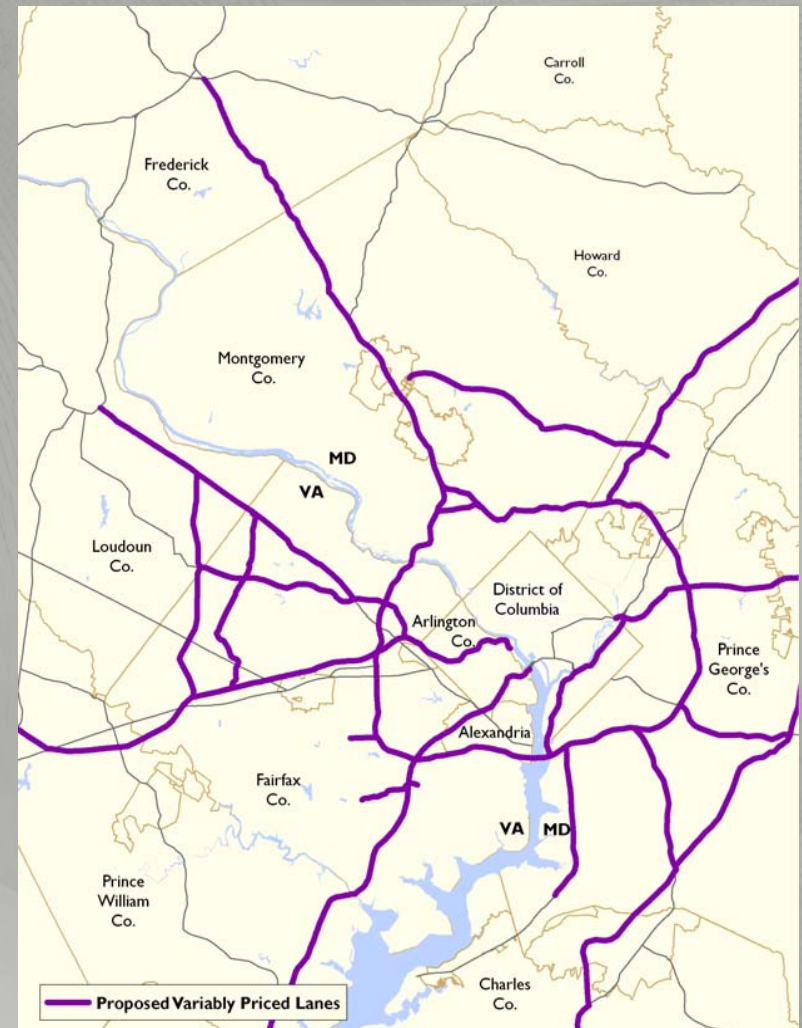 Carroll
Co.
Frederick
Co.
Howard
Co.
Montgomery
Co.
MD
VA
Loudoun
Co.
District of
Columbia
Arlington
Co.
Prince
George's
Co.
Alexandria
Fairfax
Co.
VA
MD
Prince
William
Co.
Charles
Co.
Proposed Variably Priced Lanes